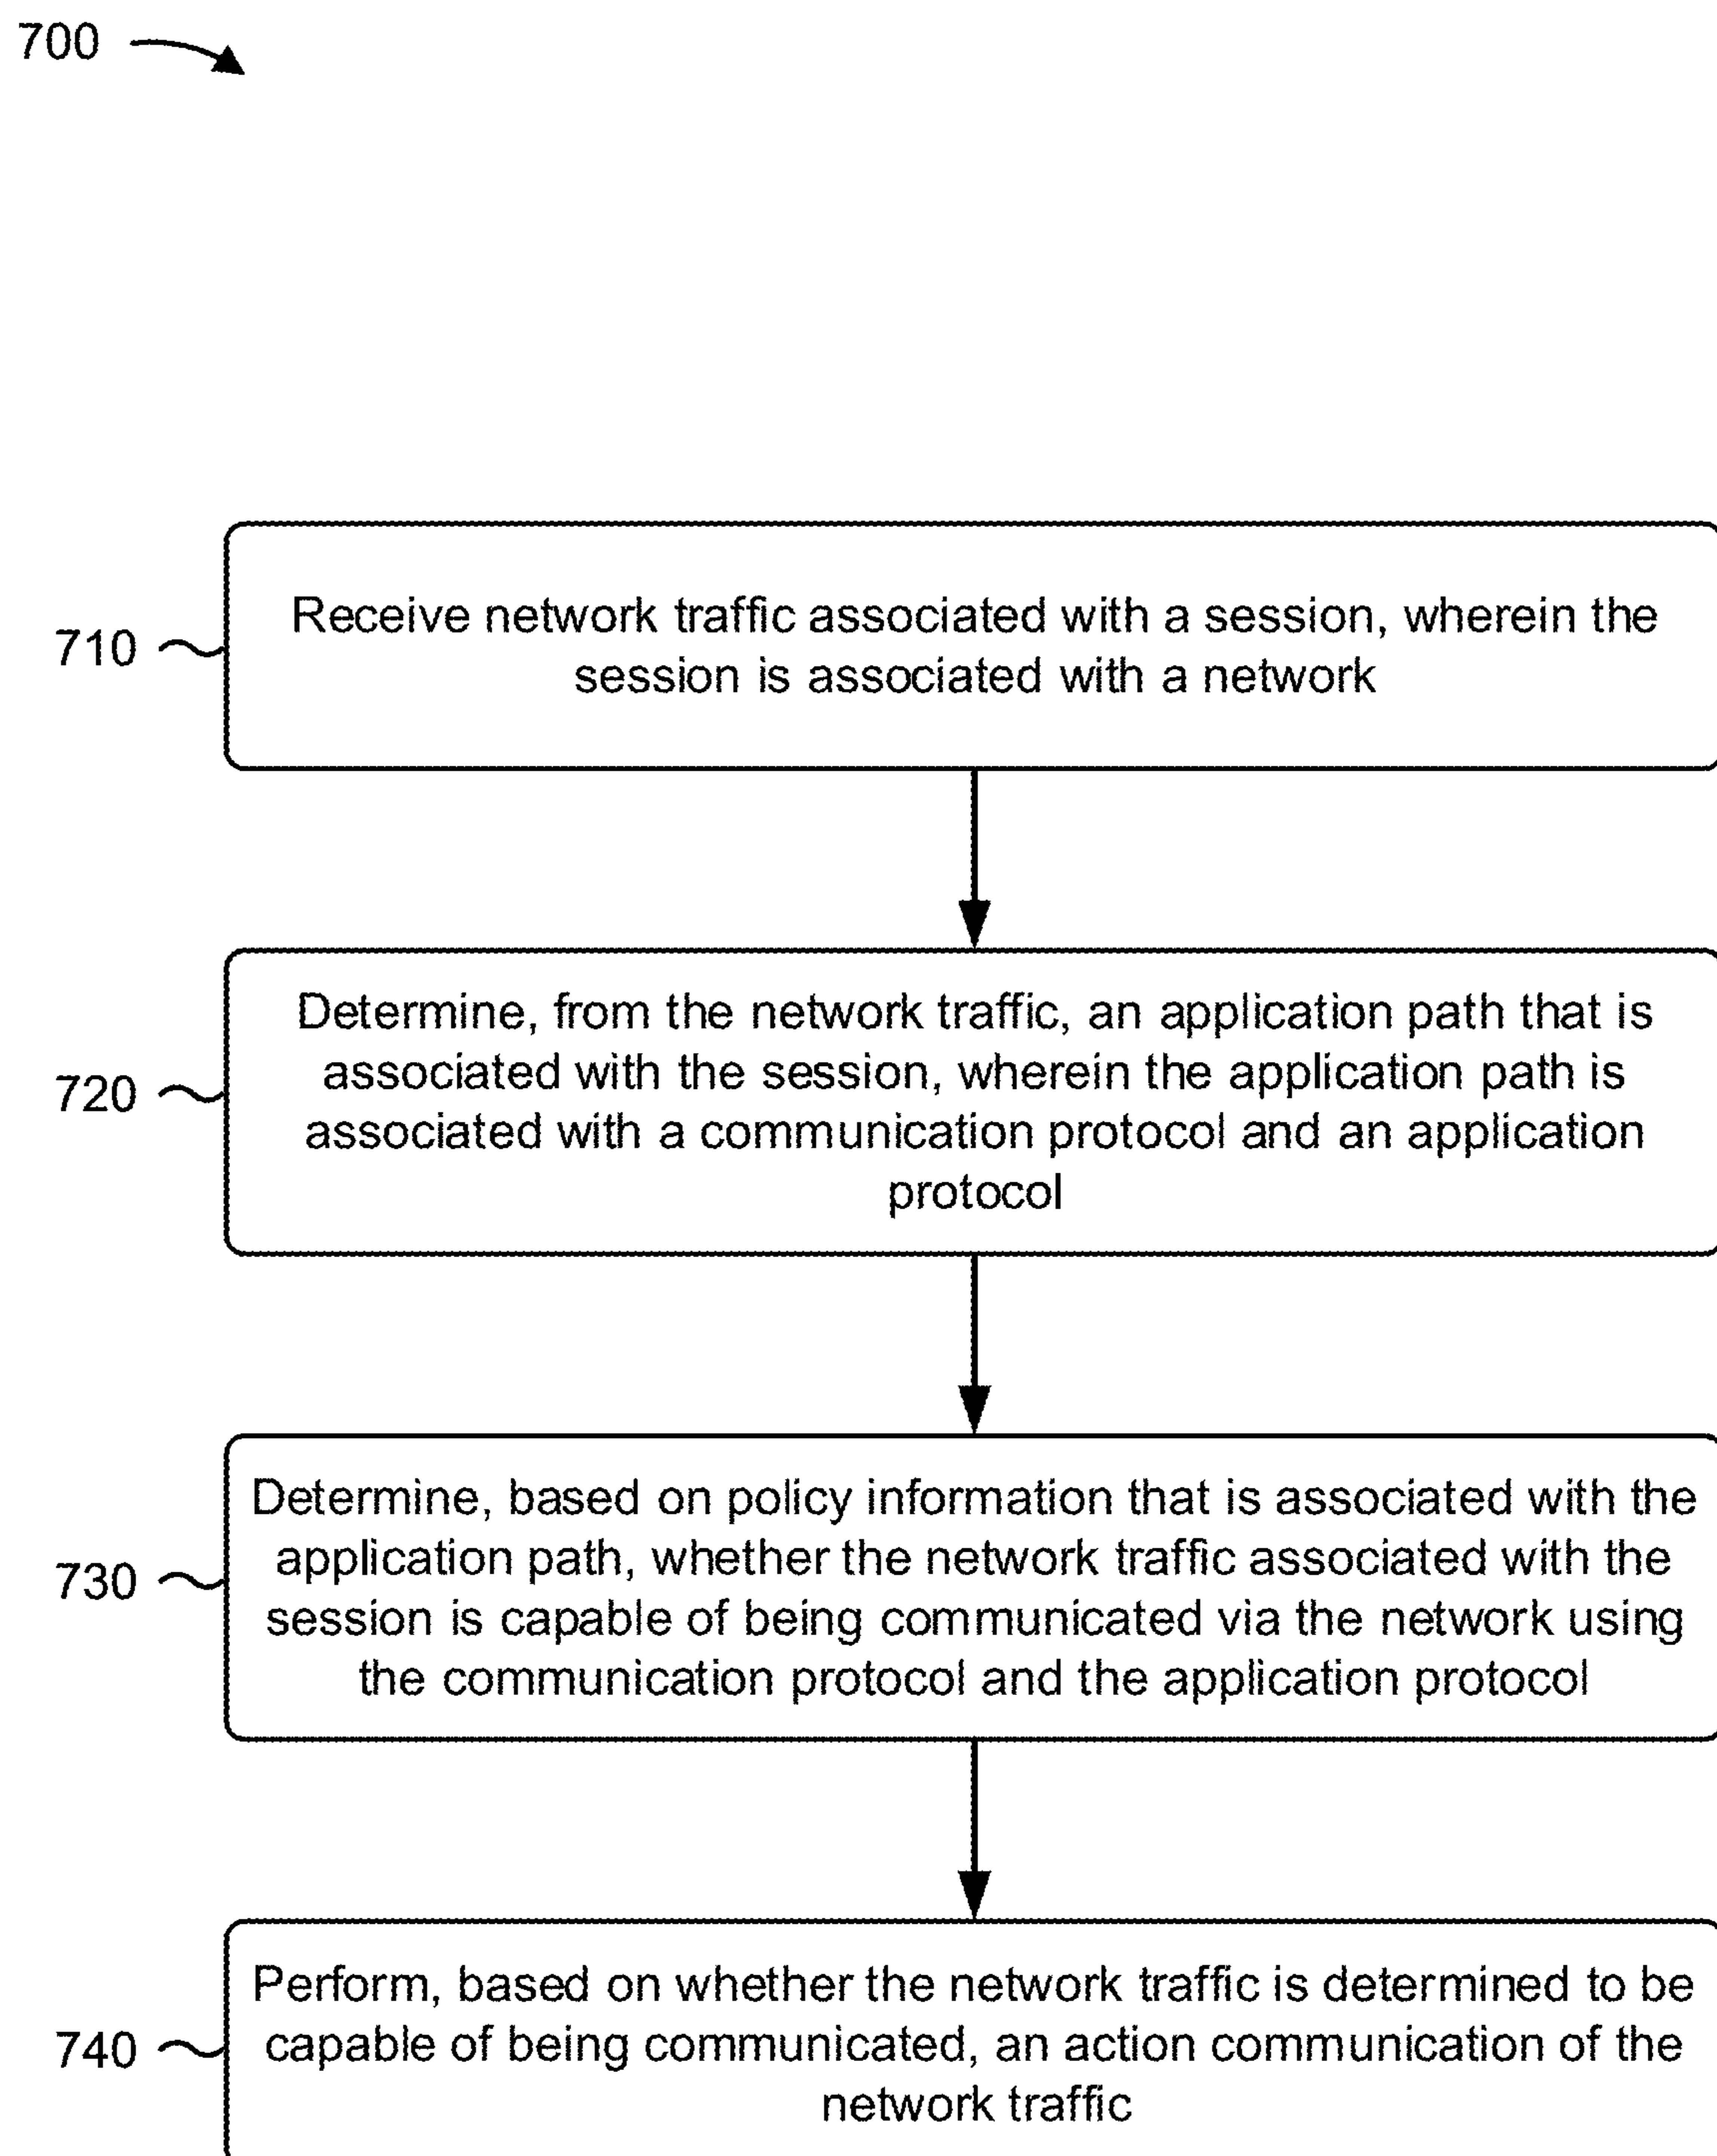 700
710
Receive network traffic associated with a session, wherein the
session is associated with a network
720
Determine, from the network traffic, an application path that is
associated with the session, wherein the application path is
associated with a communication protocol and an application
protocol
730
Determine, based on policy information that is associated with the
application path, whether the network traffic associated with the
session is capable of being communicated via the network using
the communication protocol and the application protocol
740
Perform, based on whether the network traffic is determined to be
capable of being communicated, an action communication of the
network traffic